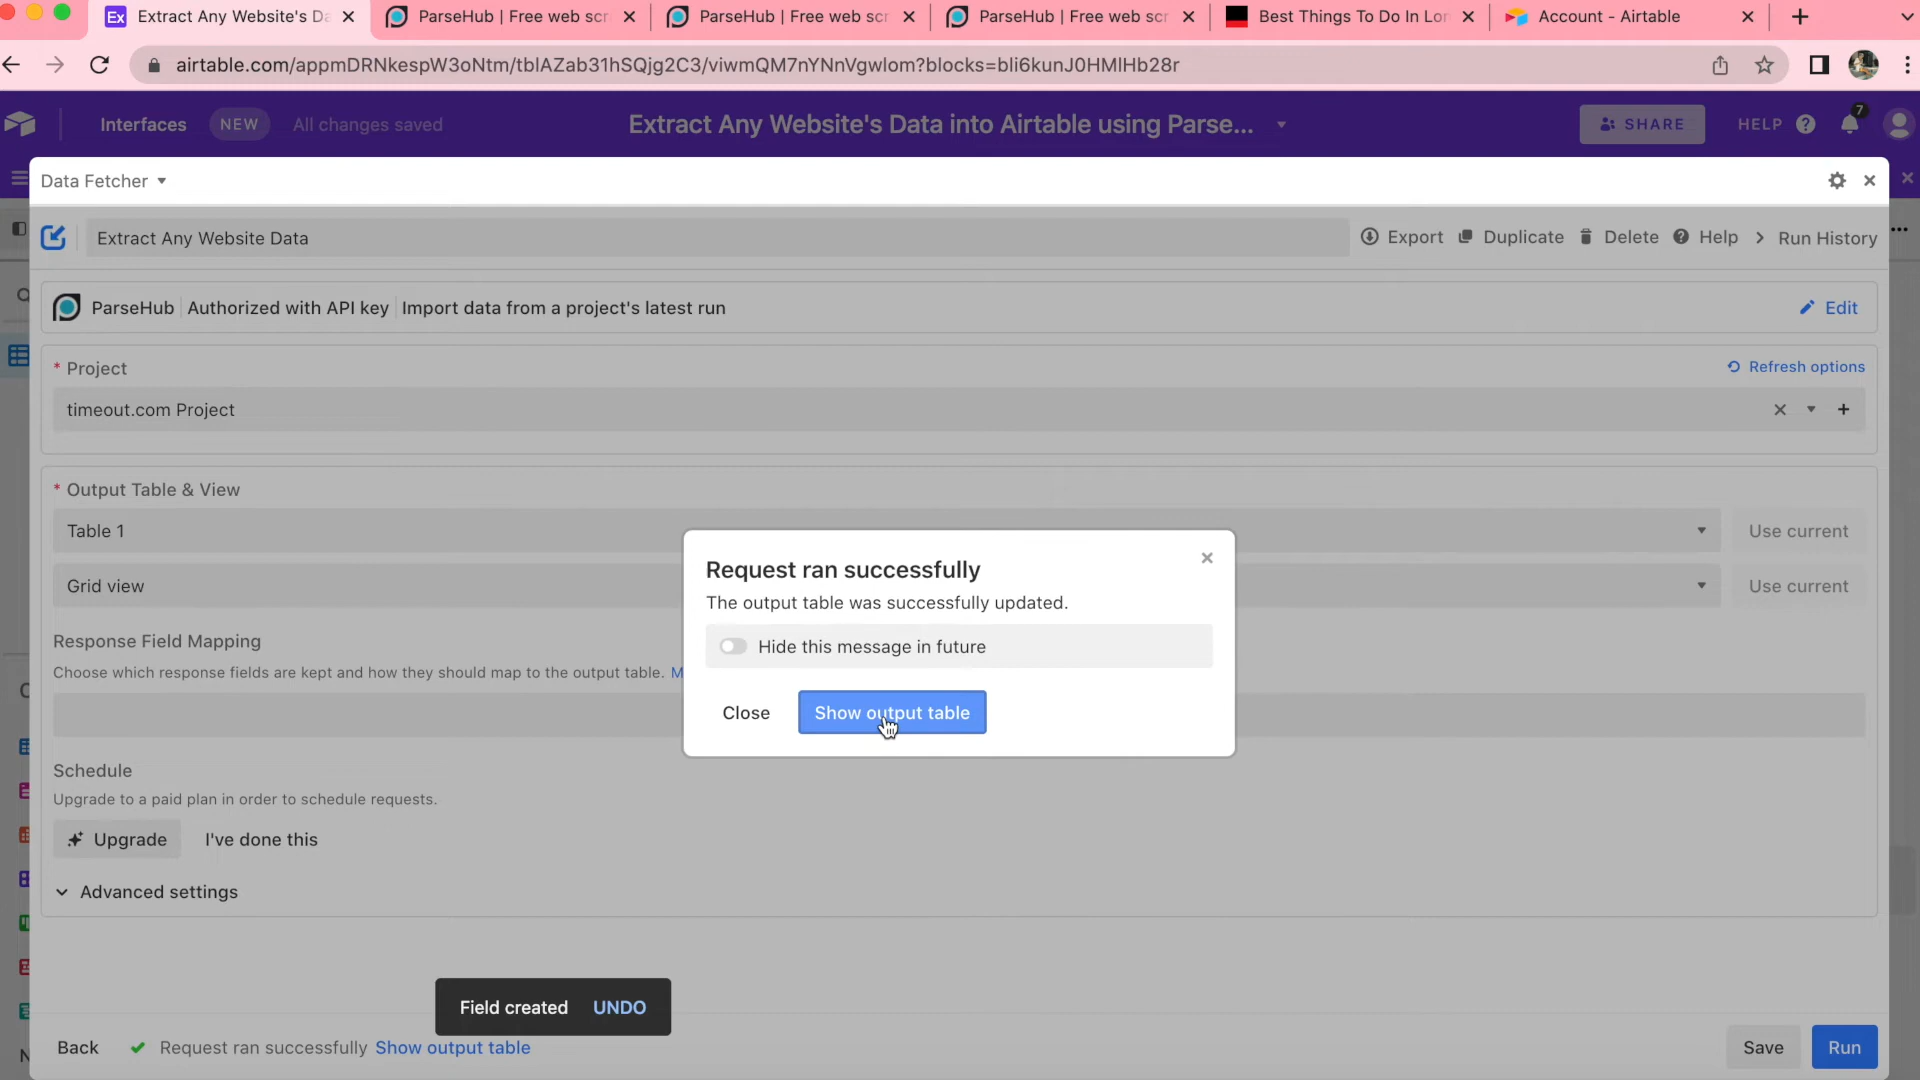 Ex Extract Any Website's Da
ParseHub | Free web scr
ParseHub | Free web scr
ParseHub | Free web scr
Best Things To Do In Lon
Account - Airtable
airtable.com/appmDRNkespW3oNtm/tblAZab31hSQjg2C3/viwmQM7nYNnVgwlom?blocks=bli6kunJ0HMlHb28r
Interfaces NEW All changes saved
Extract Any Website's Data into Airtable using Parse...
SHARE HELP 7
Data Fetcher
Extract Any Website Data
Export Duplicate Delete Help Run History
ParseHub Authorized with API key Import data from a project's latest run
Edit
* Project
Refresh options
timeout.com Project
* Output Table & View
Table 1
Use current
Grid view
Use current
Response Field Mapping
Choose which response fields are kept and how they should map to the output table. M
Request ran successfully
The output table was successfully updated.
Hide this message in future
Close Show output table
Schedule
Upgrade to a paid plan in order to schedule requests.
Upgrade I've done this
Advanced settings
Field created UNDO
Back Request ran successfully Show output table
Save Run